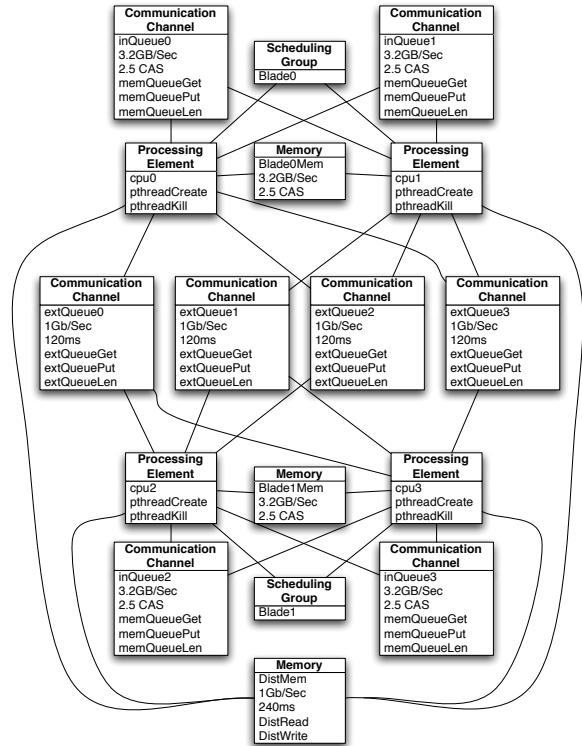 Communication
Channel
inQueue0
3.2GB/Sec
2.5 CAS
memQueueGet
memQueuePut
memQueueLen
Scheduling
Group
Blade0
Communication
Channel
inQueue1
3.2GB/Sec
2.5 CAS
memQueueGet
memQueuePut
memQueueLen
Processing
Element
cpu0
pthreadCreate
pthreadKill
Memory
Blade0Mem
3.2GB/Sec
2.5 CAS
Processing
Element
cpu1
pthreadCreate
pthreadKill
Communication
Channel
extQueue0
1Gb/Sec
120ms
extQueueGet
extQueuePut
extQueueLen
Communication
Channel
extQueue1
1Gb/Sec
120ms
extQueueGet
extQueuePut
extQueueLen
Communication
Channel
extQueue2
1Gb/Sec
120ms
extQueueGet
extQueuePut
extQueueLen
Communication
Channel
extQueue3
1Gb/Sec
120ms
extQueueGet
extQueuePut
extQueueLen
Processing
Element
cpu2
pthreadCreate
pthreadKill
Memory
Blade1Mem
3.2GB/Sec
2.5 CAS
Processing
Element
cpu3
pthreadCreate
pthreadKill
Communication
Channel
inQueue2
3.2GB/Sec
2.5 CAS
memQueueGet
memQueuePut
memQueueLen
Scheduling
Group
Blade1
Communication
Channel
inQueue3
3.2GB/Sec
2.5 CAS
memQueueGet
memQueuePut
memQueueLen
Memory
DistMem
1Gb/Sec
240ms
DistRead
DistWrite